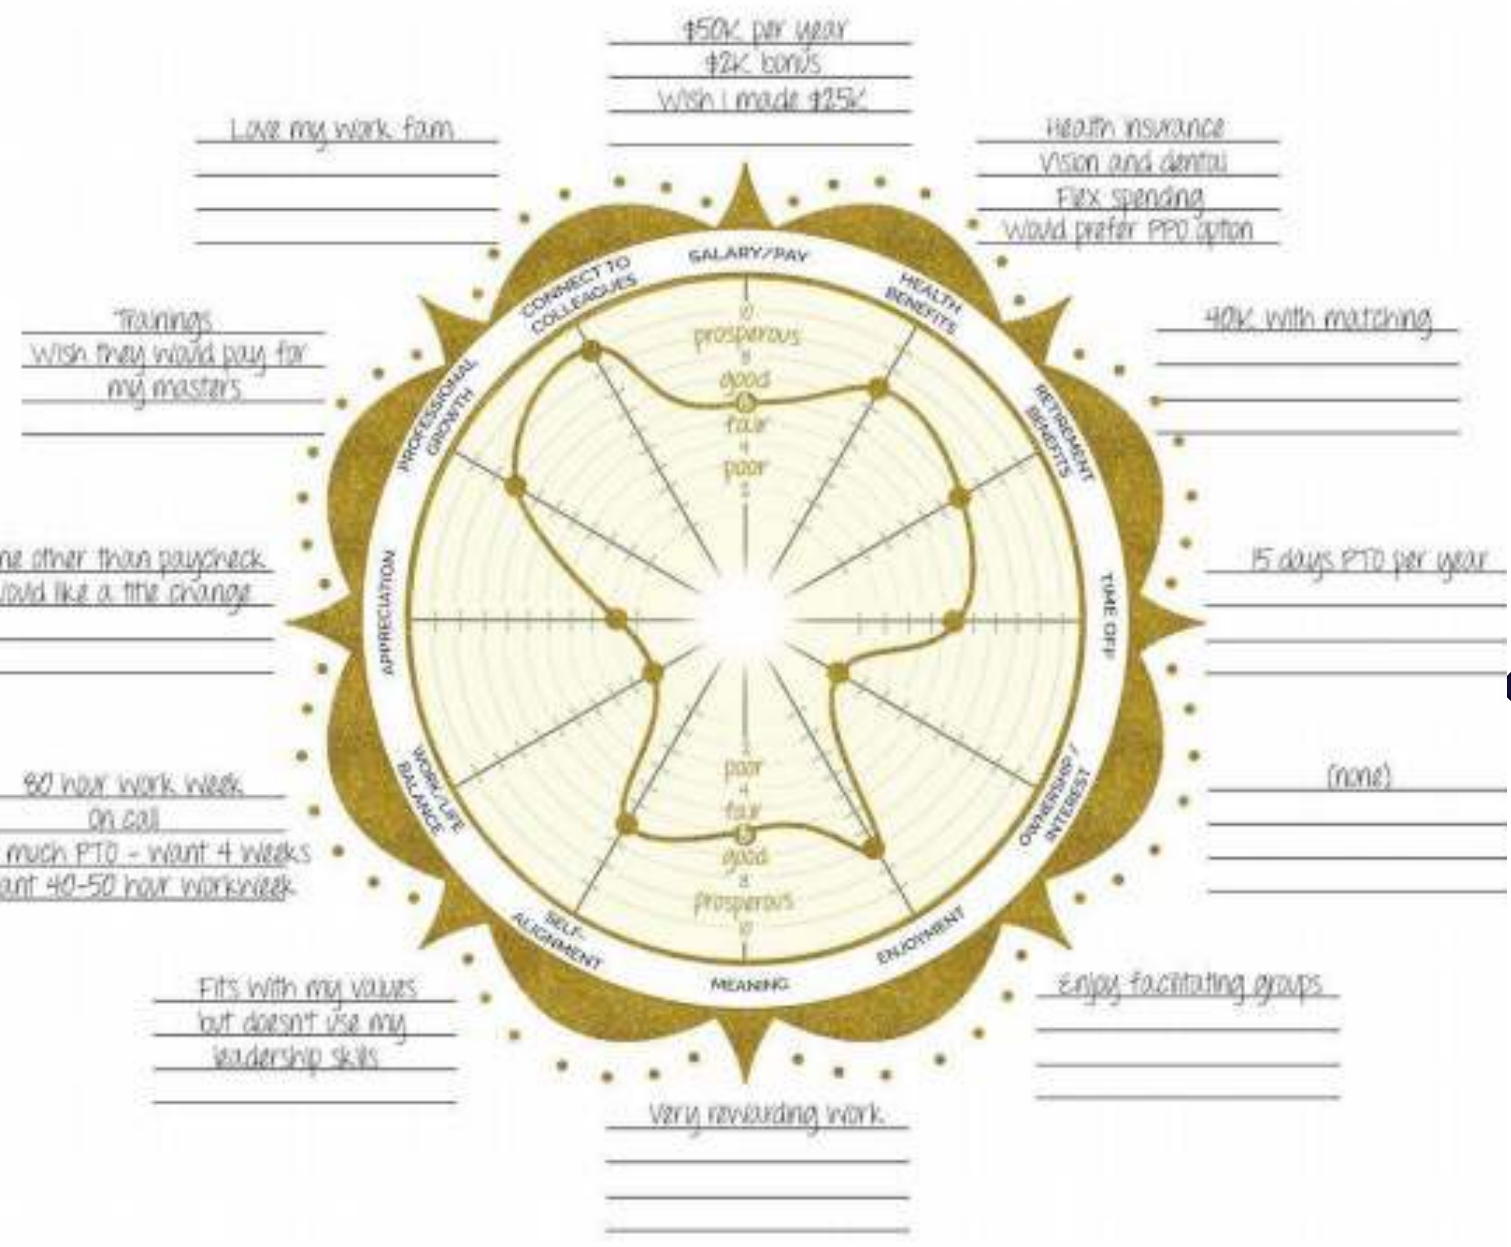 $50K per year
$2K bonus
Wish I made $25K
Love my work fam
Health insurance
Vision and dental
Flex spending
Would prefer PPO option
Trainings
Wish they would pay for
my masters
401K with matching
ne other than paycheck
ould like a title change
15 days PTO per year
80 hour work week
On call
much PTO - want 4 weeks
ant 40-50 hour workweek
(none)
Fits with my values
but doesn't use my
leadership skills
Enjoy facilitating groups
Very rewarding work
SALARY/PAY
HEALTH
BENEFITS
RETIREMENT
BENEFITS
TIME OFF
OWNERSHIP/
INTEREST
ENJOYMENT
MEANING
SELF-
ALIGNMENT
WORK/LIFE
BALANCE
APPRECIATION
PROFESSIONAL
GROWTH
CONNECT TO
COLLEAGUES
10
prosperous
8
good
6
fair
4
poor
2
2
poor
4
fair
6
good
8
prosperous
10